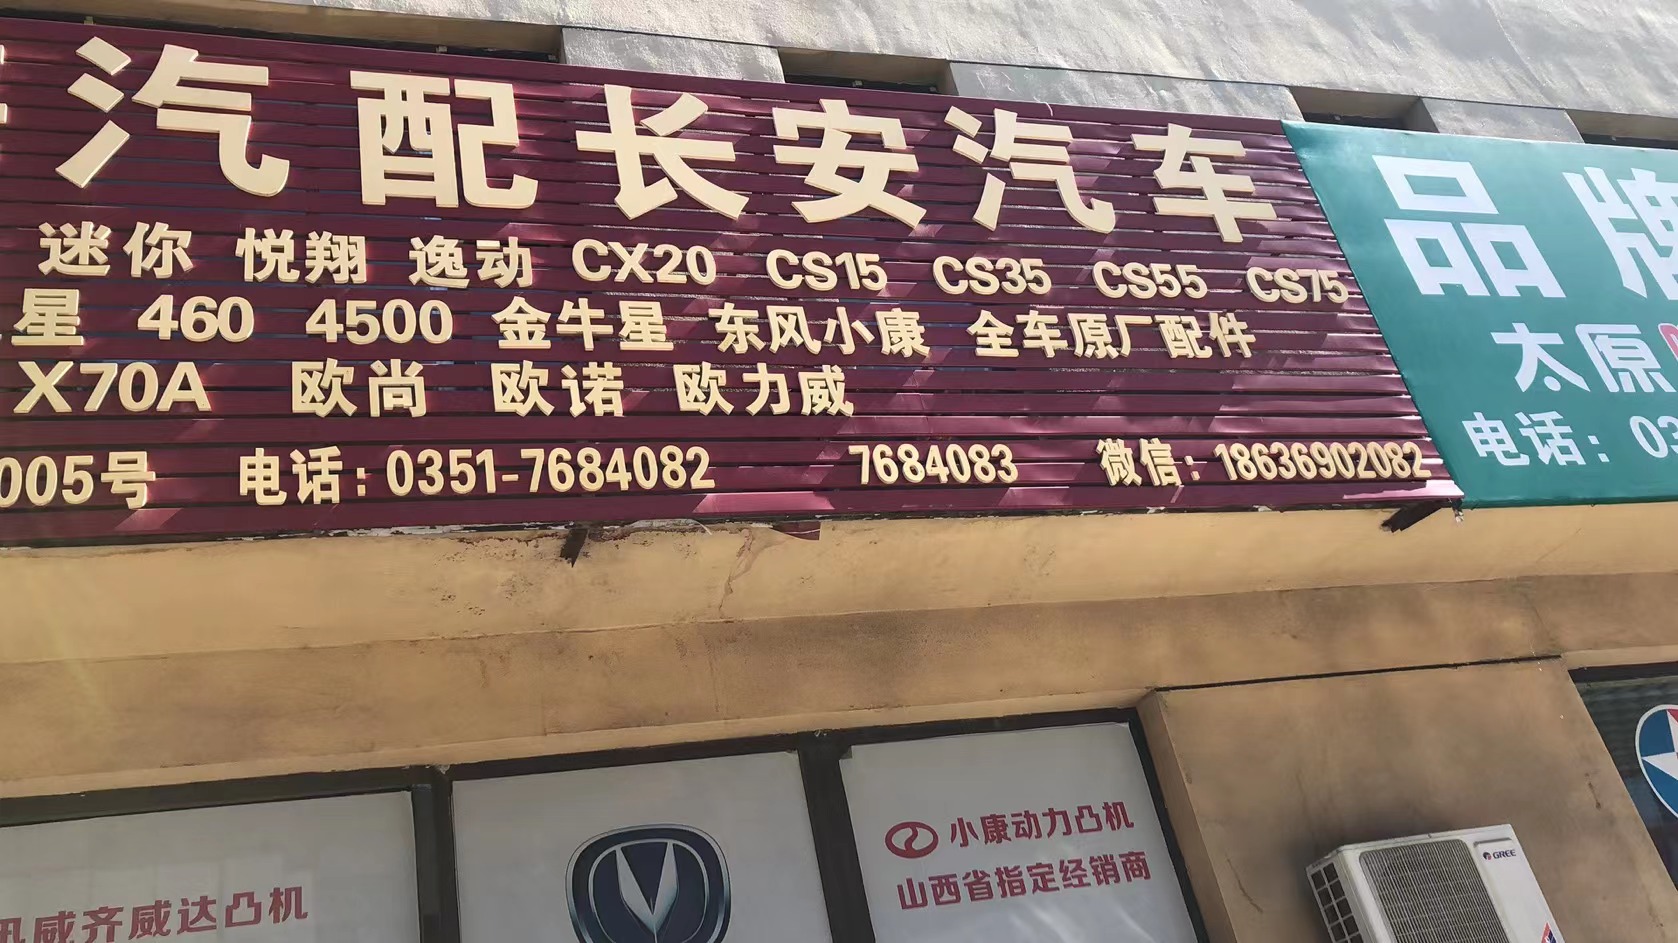 汽配长安汽车
迷你 悦翔 逸动 CX20 CS15 CS35 CS55 CS75
星 460 4500 金牛星 东风小康 全车原厂配件
X70A 欧尚 欧诺 欧力威
005号 电话:0351-7684082 7684083 微信:18636902082
品牌
太原
电话:03
小康动力凸机
山西省指定经销商
迅威齐威达凸机
GREE